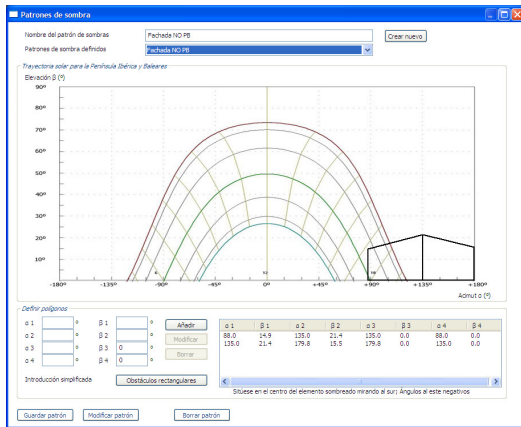 Patrones de sombra
Nombre del patrón de sombras Fachada NO PB Crear nuevo
Patrones de sombra definidos Fachada NO PB
Trayectoria solar para la Península Ibérica y Baleares
Elevación β (º)
90º
80º
70º
60º
50º
40º
30º
20º
10º
12
-180º -135º -90º -45º 0º +45º +90º +135º +180º
Azimut α (º)
Definir polígonos
α 1 º β 1 º Añadir
α 2 º β 2 º Modificar
α 3 º β 3 0 º Borrar
α 4 º β 4 0 º
Introducción simplificada Obstáculos rectangulares
α 1 β 1 α 2 β 2 α 3 β 3 α 4 β 4
88.0 14.9 135.0 21.4 135.0 0.0 88.0 0.0
135.0 21.4 179.8 15.5 179.8 0.0 135.0 0.0
Sitúese en el centro del elemento sombreado mirando al sur; Ángulos al este negativos
Guardar patrón Modificar patrón Borrar patrón